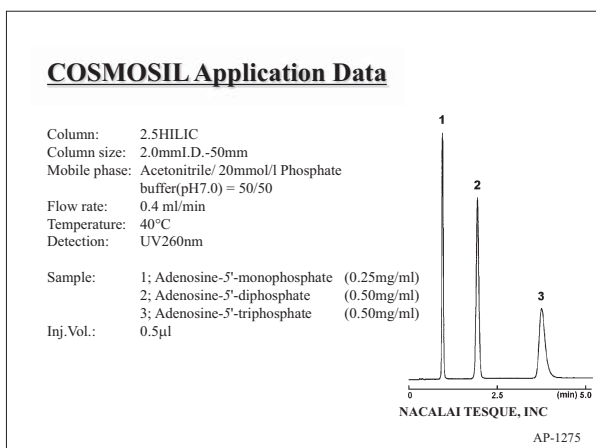 COSMOSIL Application Data
Column: 2.5HILIC
Column size: 2.0mmI.D.-50mm
Mobile phase: Acetonitrile/ 20mmol/l Phosphate
buffer(pH7.0) = 50/50
Flow rate: 0.4 ml/min
Temperature: 40°C
Detection: UV260nm
Sample: 1; Adenosine-5'-monophosphate (0.25mg/ml)
2; Adenosine-5'-diphosphate (0.50mg/ml)
3; Adenosine-5'-triphosphate (0.50mg/ml)
Inj.Vol.: 0.5µl
1
2
3
0 2.5 (min) 5.0
NACALAI TESQUE, INC
AP-1275